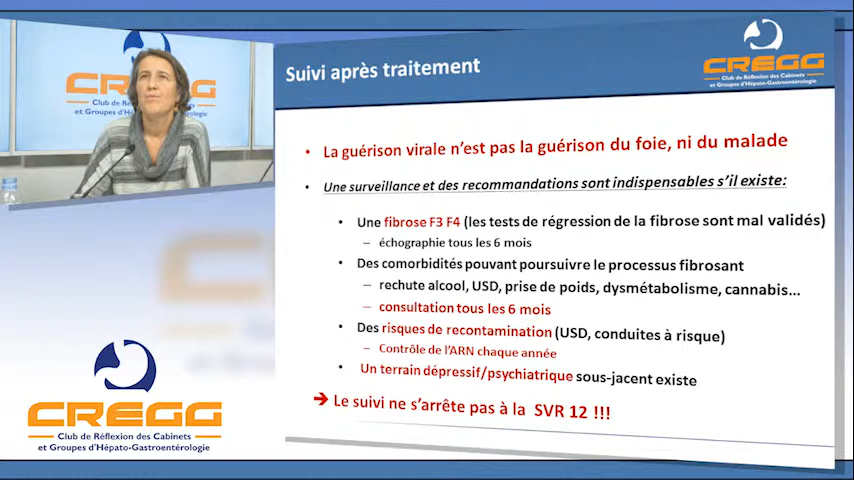 CREGG
Club de Réflexion des Cabinets
et Groupes d'Hépato-Gastroentérologie
Suivi après traitement
CREGG
Club de Réflexion des Cabinets
et Groupes d'Hépato-Gastroentérologie
• La guérison virale n'est pas la guérison du foie, ni du malade
• Une surveillance et des recommandations sont indispensables s'il existe:
• Une fibrose F3 F4 (les tests de régression de la fibrose sont mal validés)
– échographie tous les 6 mois
• Des comorbidités pouvant poursuivre le processus fibrosant
– rechute alcool, USD, prise de poids, dysmétabolisme, cannabis...
– consultation tous les 6 mois
• Des risques de recontamination (USD, conduites à risque)
– Contrôle de l'ARN chaque année
• Un terrain dépressif/psychiatrique sous-jacent existe
➔ Le suivi ne s'arrête pas à la SVR 12 !!!
CREGG
Club de Réflexion des Cabinets
et Groupes d'Hépato-Gastroentérologie